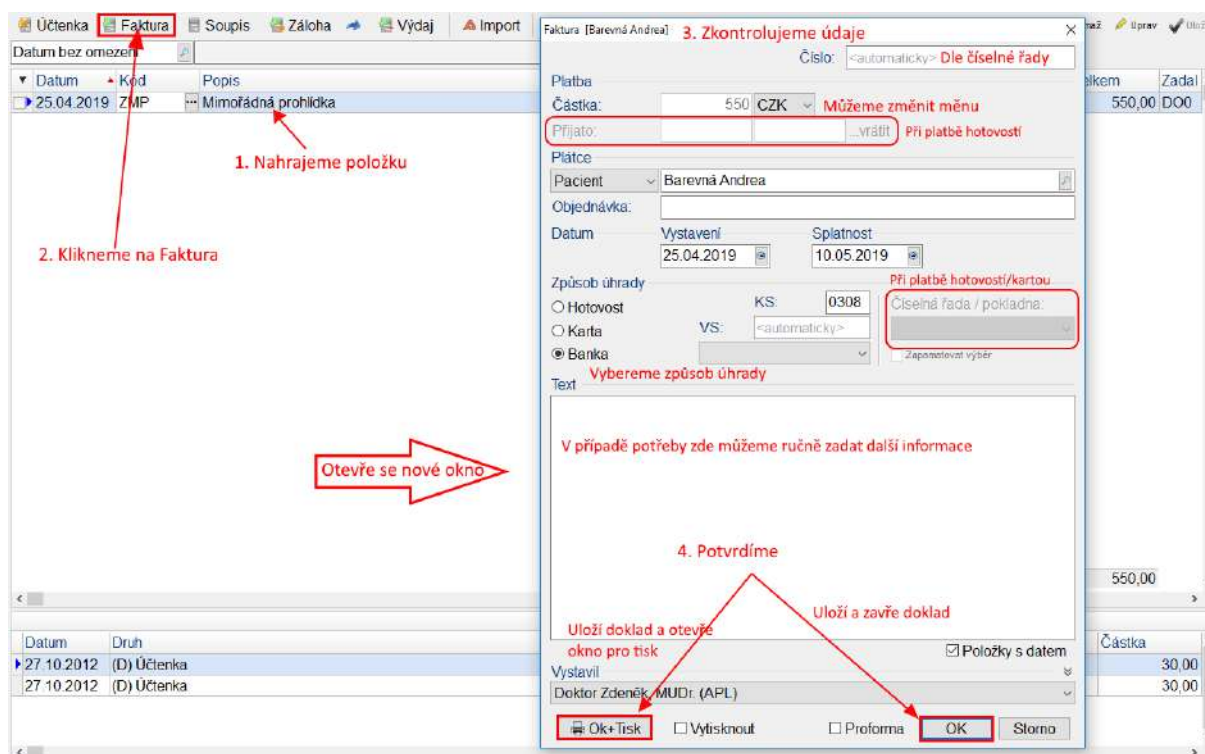 Účtenka Faktura Soupis Záloha Výdaj Import
Datum bez omezení
Datum Kód Popis
25.04.2019 ZMP ... Mimořádná prohlídka
1. Nahrajeme položku
2. Klikneme na Faktura
Otevře se nové okno
Datum Druh
27.10.2012 (D) Účtenka
27.10.2012 (D) Účtenka
Faktura [Barevná Andrea] 3. Zkontrolujeme údaje
Číslo: <automaticky> Dle číselné řady
Platba
Částka: 550 CZK Můžeme změnit měnu
Přijato: ...vrátit Při platbě hotovostí
Plátce
Pacient Barevná Andrea
Objednávka:
Datum Vystavení Splatnost
25.04.2019 10.05.2019
Způsob úhrady Při platbě hotovostí/kartou
Hotovost KS: 0308 Číselná řada / pokladna:
Karta VS: <automaticky>
Banka Zapamatovat výběr
Vybereme způsob úhrady
Text
V případě potřeby zde můžeme ručně zadat další informace
4. Potvrdíme
Uloží a zavře doklad
Uloží doklad a otevře
okno pro tisk
Položky s datem
Vystavil
Doktor Zdeněk, MUDr. (APL)
Ok+Tisk Vytisknout Proforma OK Storno
maž Uprav Ulož
elkem Zadal
550,00 DO0
550,00
Částka
30,00
30,00